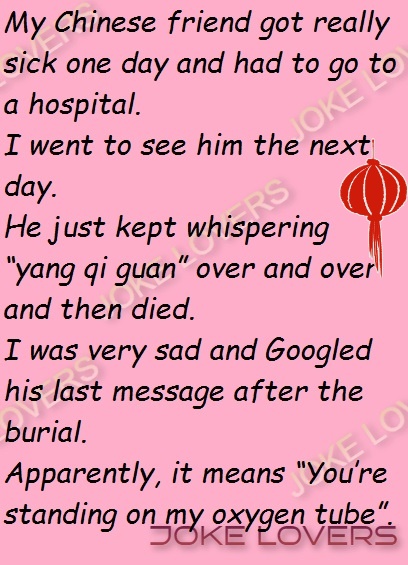 My Chinese friend got really
sick one day and had to go to
a hospital.
I went to see him the next
day.
He just kept whispering
“yang qi guan” over and over
and then died.
I was very sad and Googled
his last message after the
burial.
Apparently, it means “You’re
standing on my oxygen tube”.
JOKE LOVERS